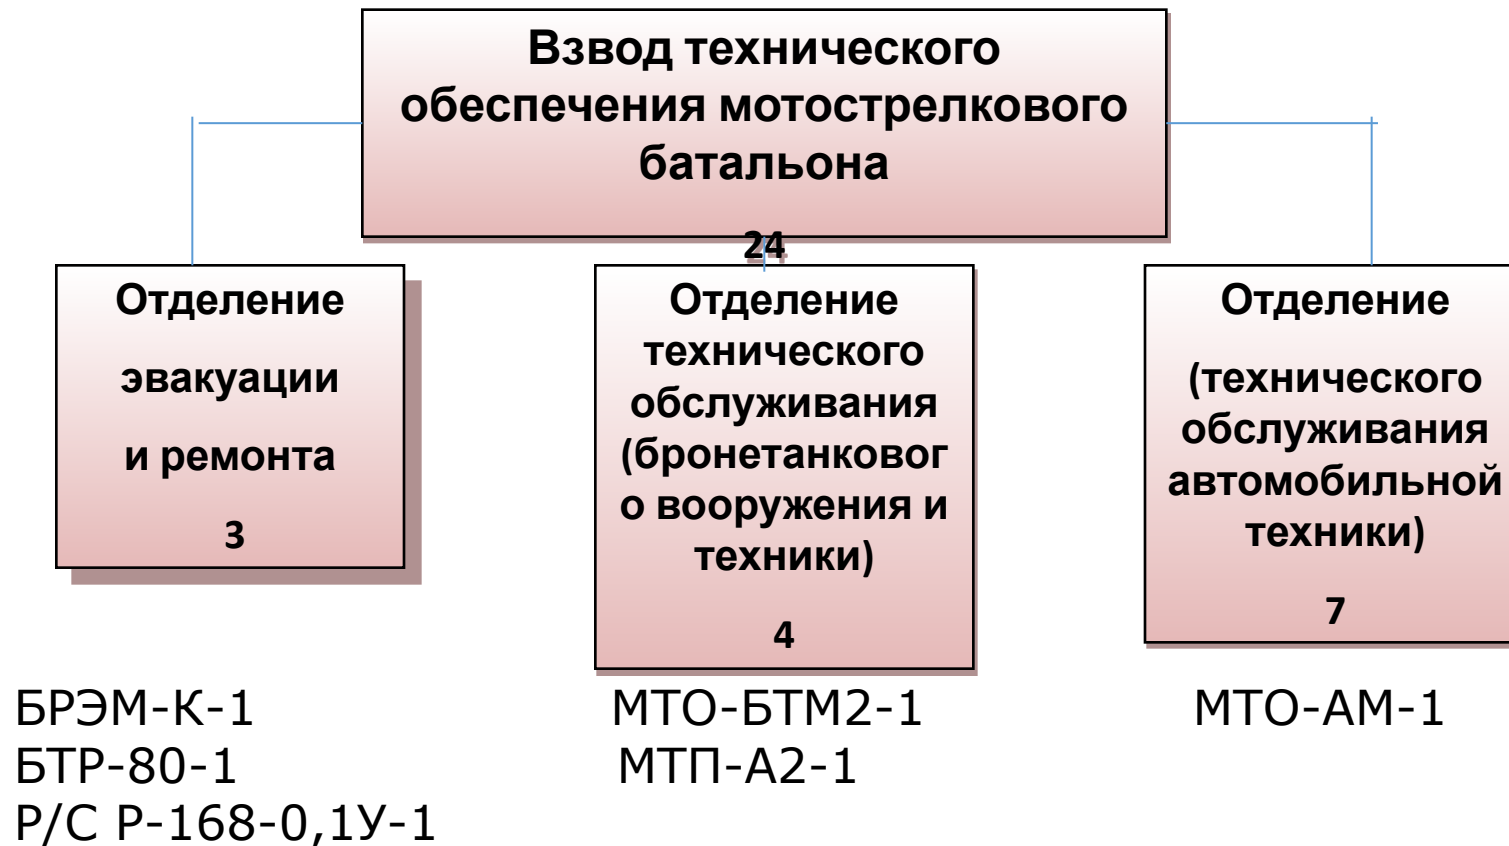 Взвод технического
обеспечения мотострелкового
батальона
24
Отделение
эвакуации
и ремонта
3
Отделение
технического
обслуживания
(бронетанковог
о вооружения и
техники)
4
Отделение
(технического
обслуживания
автомобильной
техники)
7
БРЭМ-К-1
БТР-80-1
Р/С Р-168-0,1У-1
МТО-БТМ2-1
МТП-А2-1
МТО-АМ-1